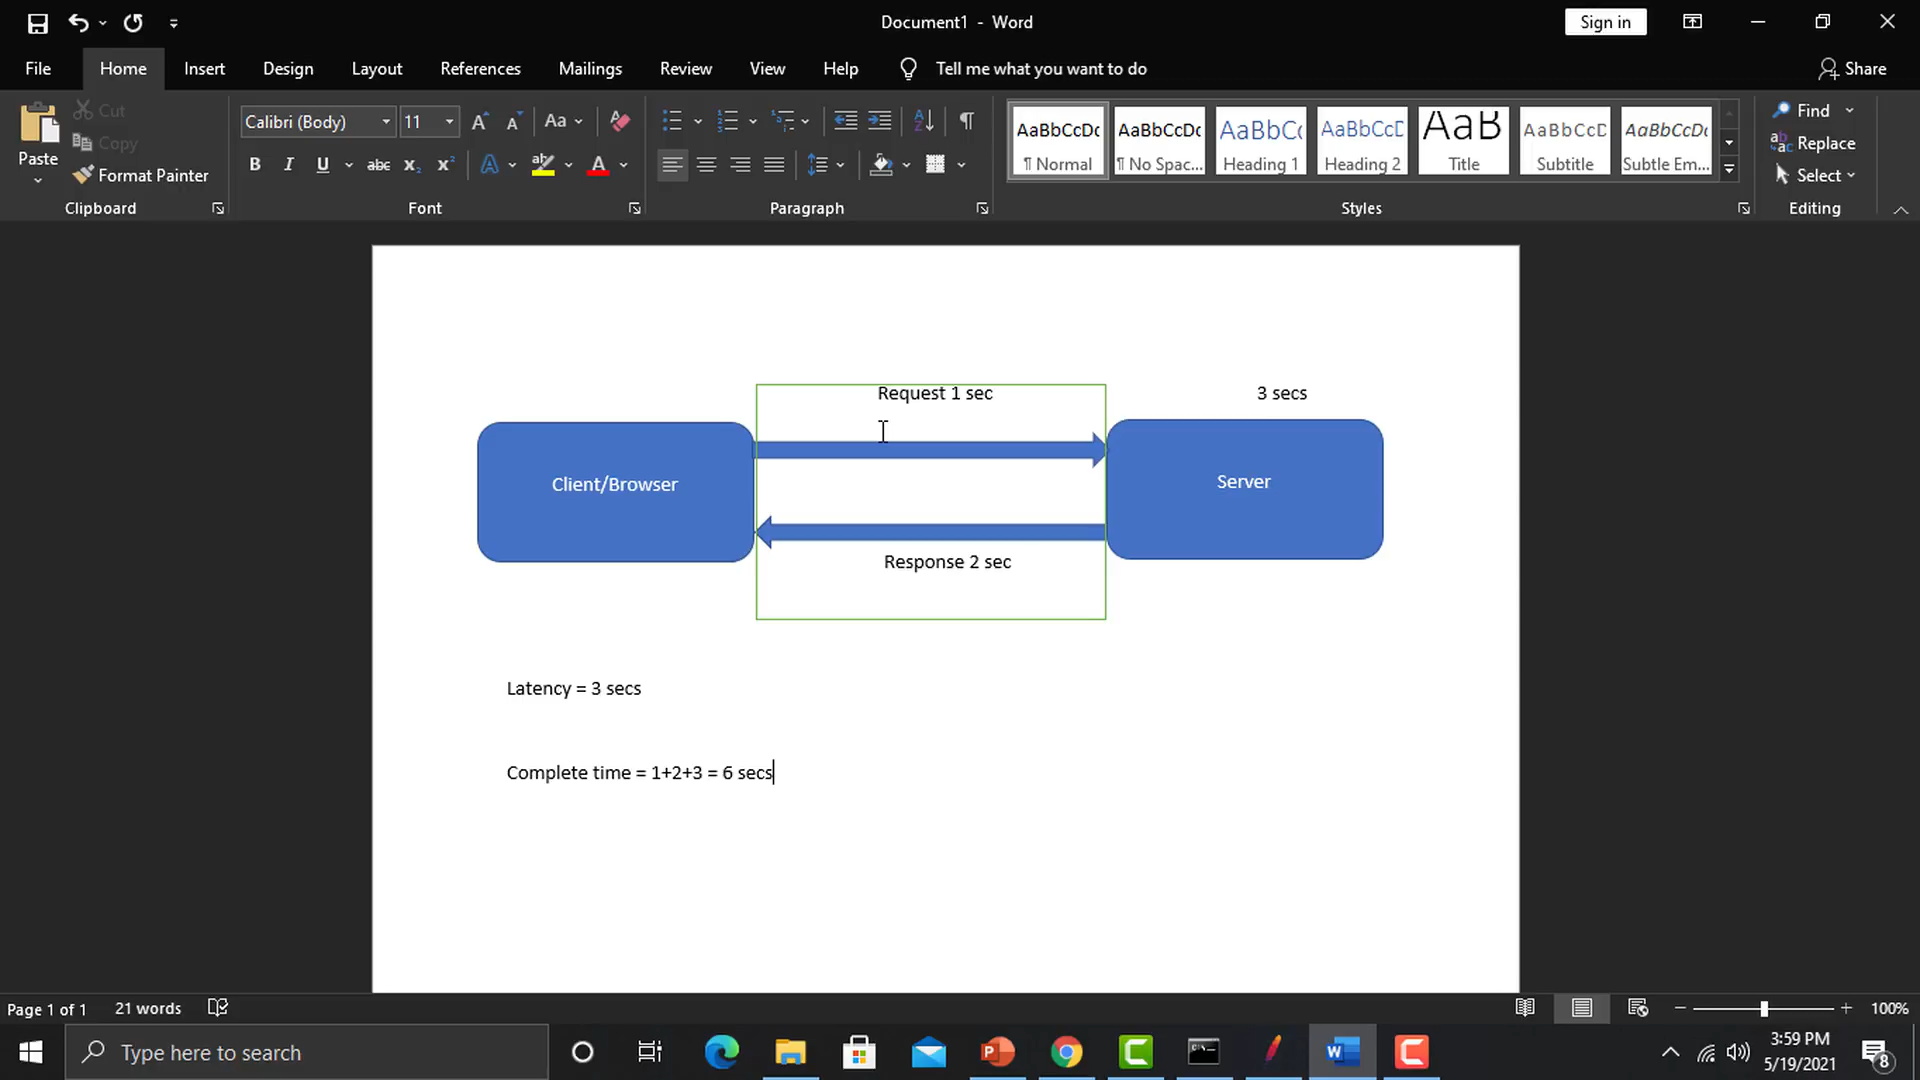 Document1 - Word
Sign in
File
Home
Insert
Design
Layout
References
Mailings
Review
View
Help
Tell me what you want to do
Share
Paste
Cut
Copy
Format Painter
Clipboard
Calibri (Body)
11
Font
Paragraph
AaBbCcDc
¶ Normal
AaBbCcDc
¶ No Spac...
AaBbCc
Heading 1
AaBbCcD
Heading 2
AaB
Title
AaBbCcD
Subtitle
AaBbCcDc
Subtle Em...
Styles
Find
Replace
Select
Editing
Request 1 sec
3 secs
Client/Browser
Server
Response 2 sec
Latency = 3 secs
Complete time = 1+2+3 = 6 secs
Page 1 of 1
21 words
100%
Type here to search
3:59 PM
5/19/2021
8